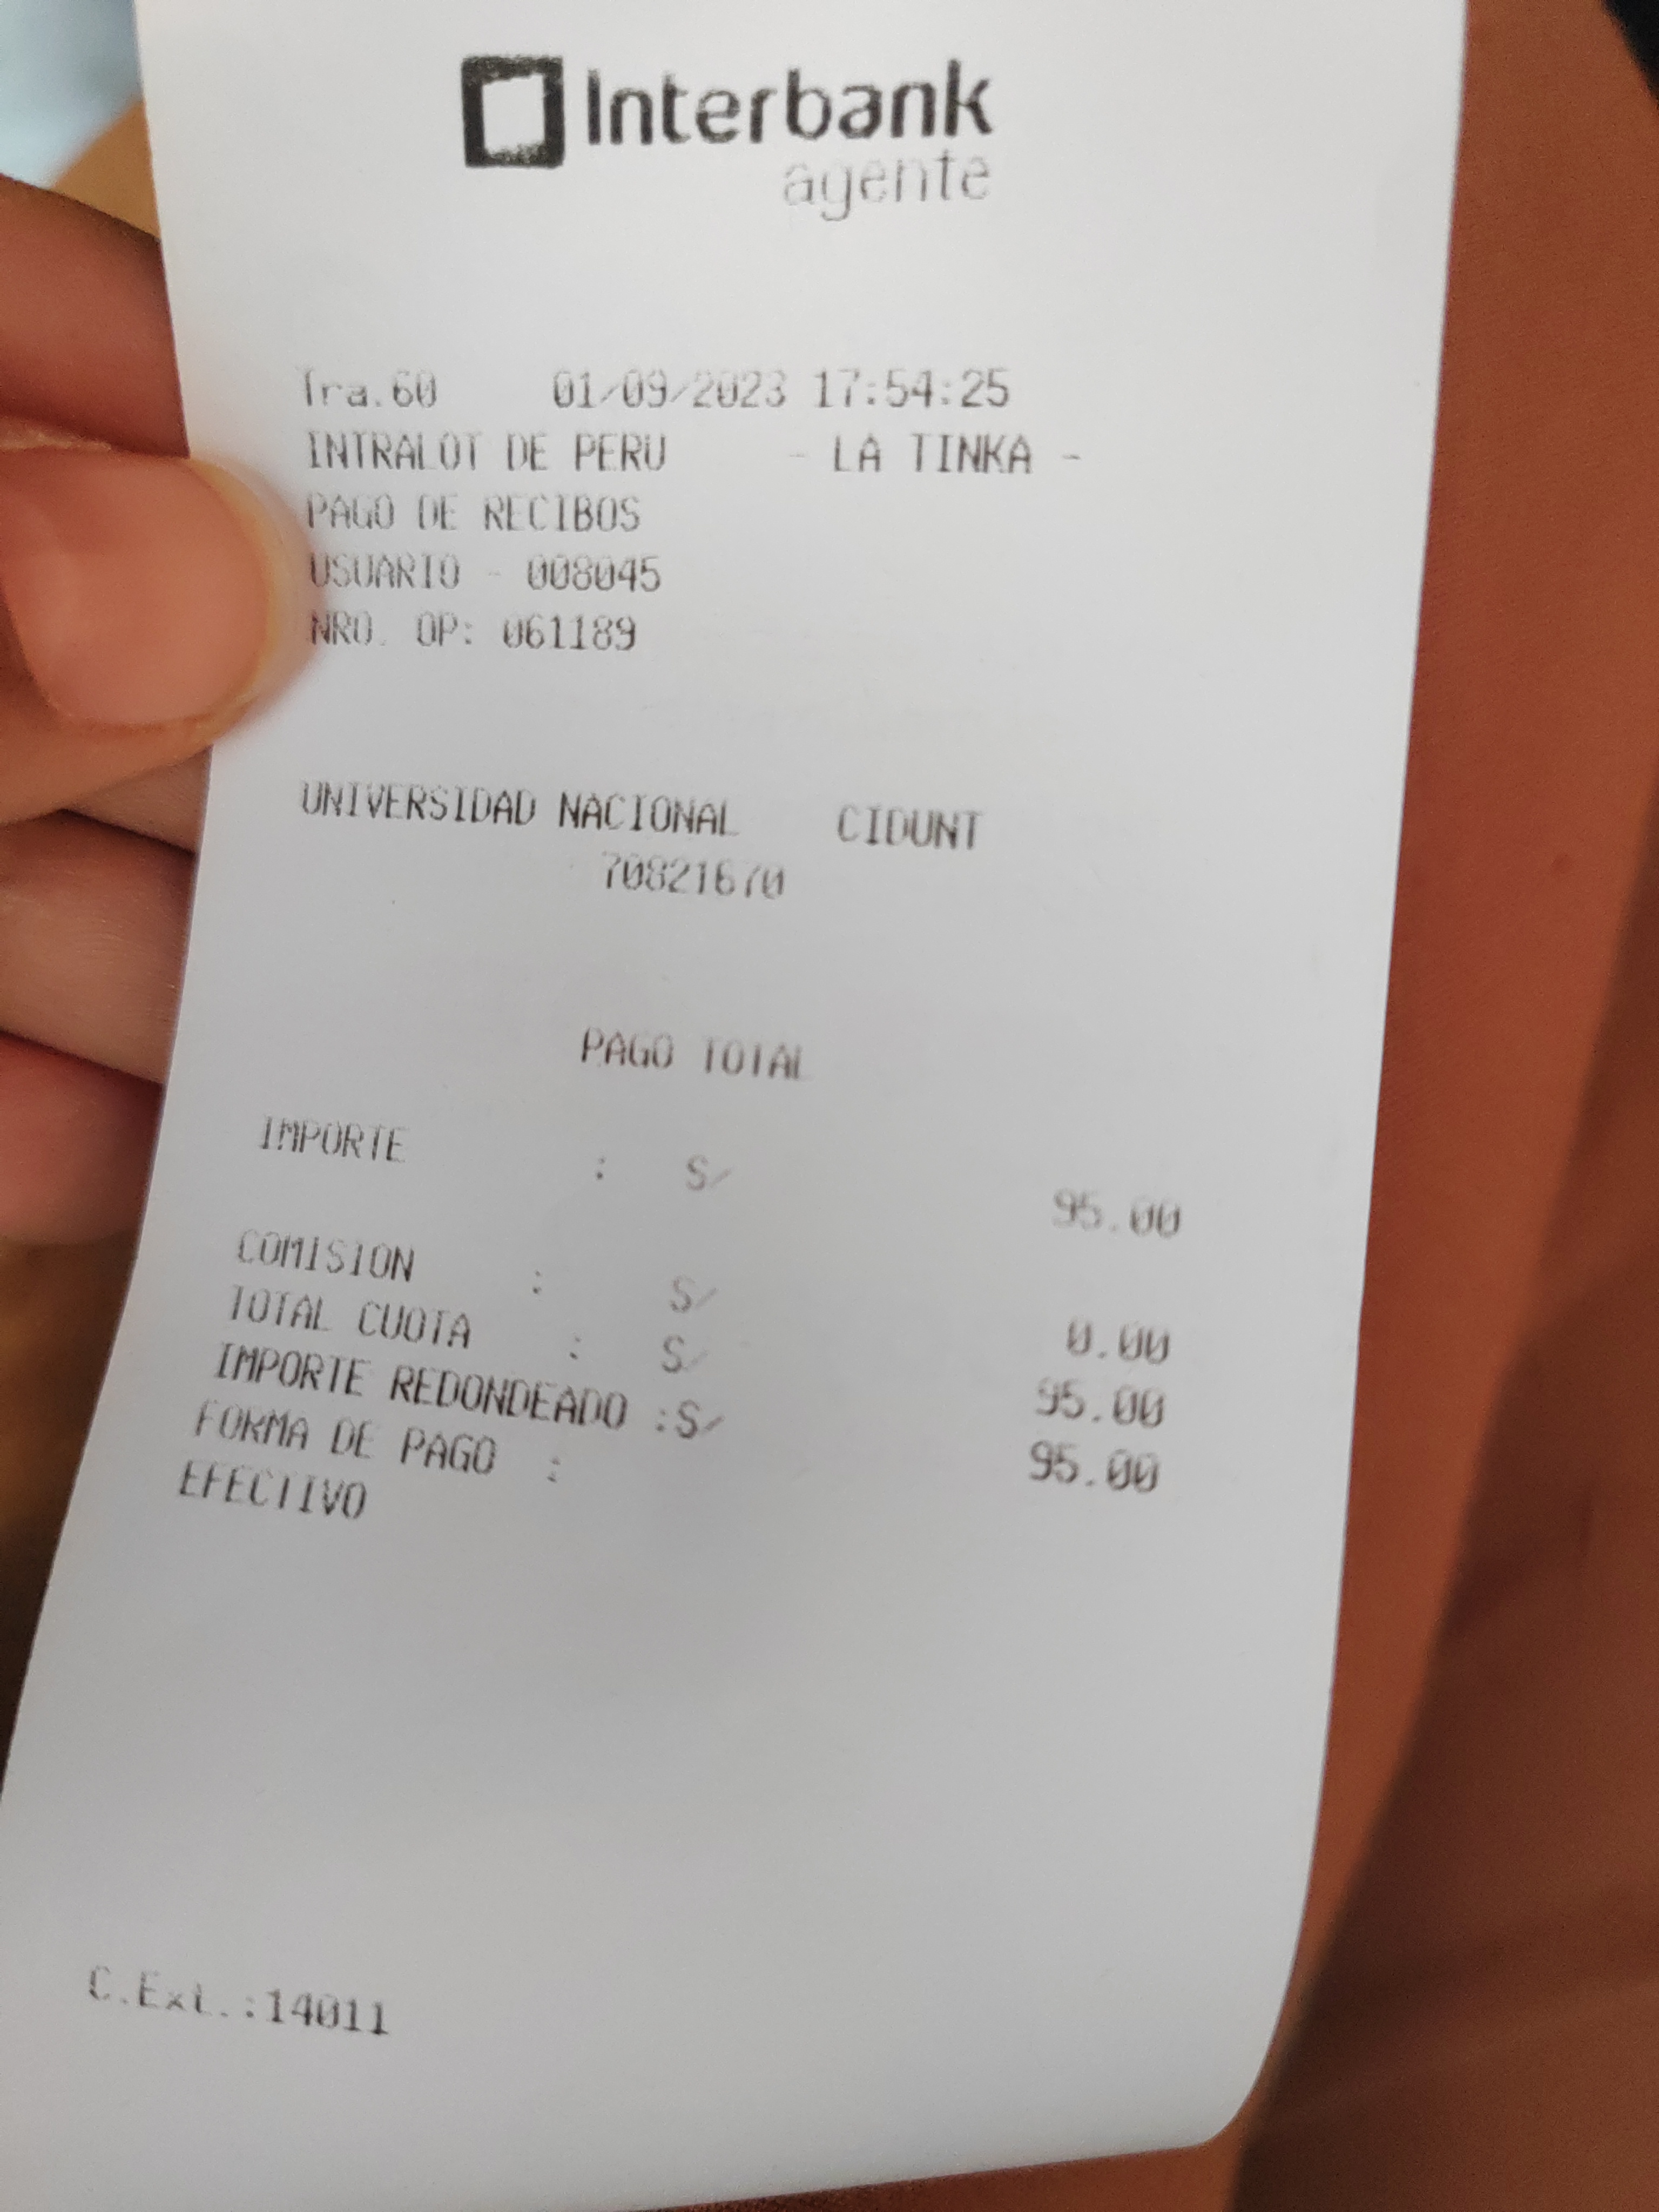 Interbank
agente
Tra.60 01/09/2023 17:54:25
INTRALOT DE PERU - LA TINKA -
PAGO DE RECIBOS
USUARIO - 008045
NRO. OP: 061189
UNIVERSIDAD NACIONAL CIDUNT
70821670
PAGO TOTAL
IMPORTE : S/ 95.00
COMISION : S/ 0.00
TOTAL CUOTA : S/ 95.00
IMPORTE REDONDEADO :S/ 95.00
FORMA DE PAGO :
EFECTIVO
C.Ext.:14011